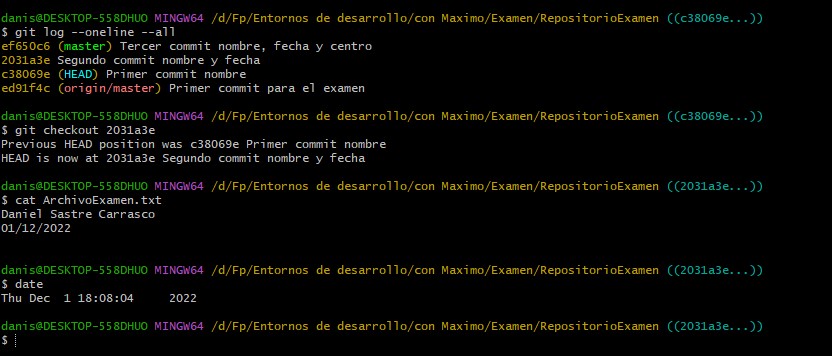 danis@DESKTOP-558DHUO MINGW64 /d/Fp/Entornos de desarrollo/con Maximo/Examen/RepositorioExamen ((c38069e...))
$ git log --oneline --all
ef650c6 (master) Tercer commit nombre, fecha y centro
2031a3e Segundo commit nombre y fecha
c38069e (HEAD) Primer commit nombre
ed91f4c (origin/master) Primer commit para el examen
danis@DESKTOP-558DHUO MINGW64 /d/Fp/Entornos de desarrollo/con Maximo/Examen/RepositorioExamen ((c38069e...))
$ git checkout 2031a3e
Previous HEAD position was c38069e Primer commit nombre
HEAD is now at 2031a3e Segundo commit nombre y fecha
danis@DESKTOP-558DHUO MINGW64 /d/Fp/Entornos de desarrollo/con Maximo/Examen/RepositorioExamen ((2031a3e...))
$ cat ArchivoExamen.txt
Daniel Sastre Carrasco
01/12/2022
danis@DESKTOP-558DHUO MINGW64 /d/Fp/Entornos de desarrollo/con Maximo/Examen/RepositorioExamen ((2031a3e...))
$ date
Thu Dec  1 18:08:04     2022
danis@DESKTOP-558DHUO MINGW64 /d/Fp/Entornos de desarrollo/con Maximo/Examen/RepositorioExamen ((2031a3e...))
$